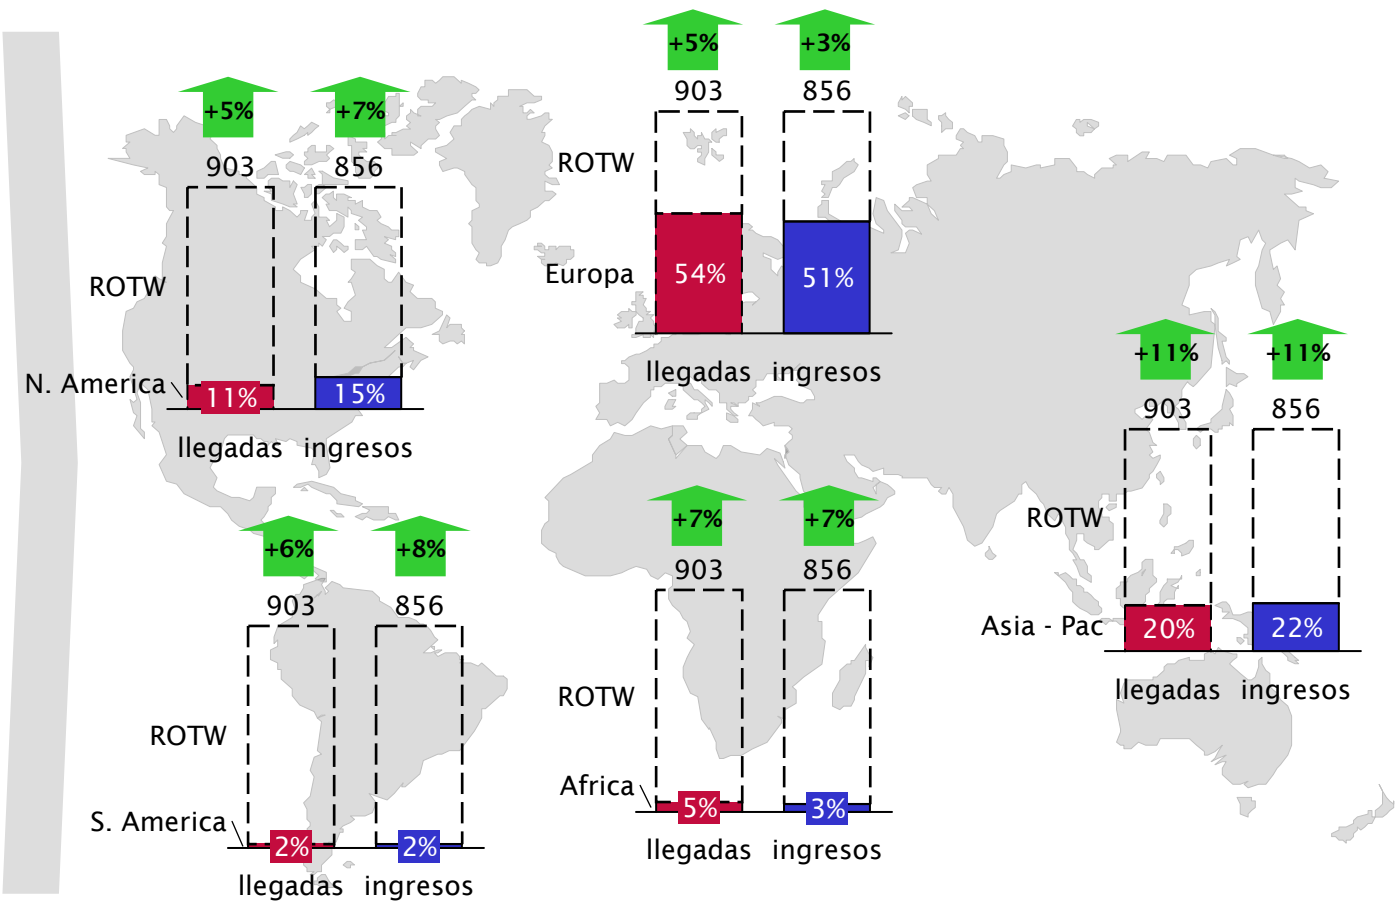 +5% +7%
903 856
ROTW
N. America
11% 15%
llegadas ingresos
+5% +3%
903 856
ROTW
Europa
54% 51%
llegadas ingresos
+11% +11%
903 856
ROTW
Asia - Pac
20% 22%
llegadas ingresos
+6% +8%
903 856
ROTW
S. America
2% 2%
llegadas ingresos
+7% +7%
903 856
ROTW
Africa
5% 3%
llegadas ingresos